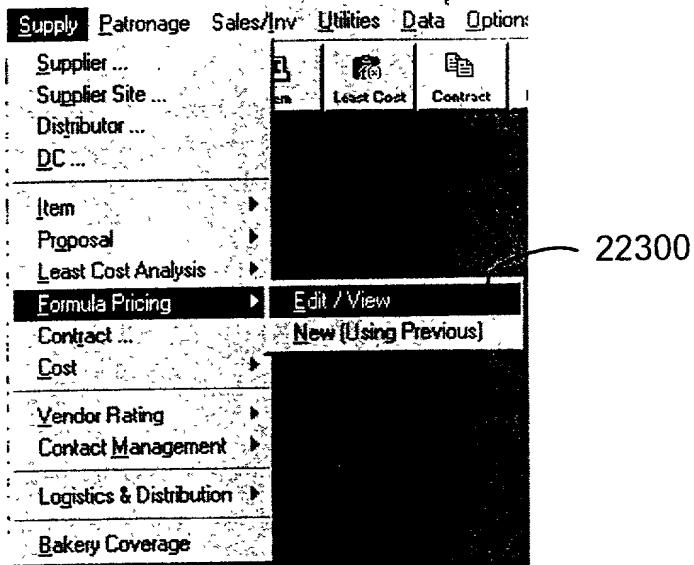 Supply Patronage Sales/Inv Utilities Data Options
Supplier ...
Supplier Site ...
Distributor ...
DC ...
Least Cost Contract
Item
Proposal
Least Cost Analysis
22300
Formula Pricing Edit / View
Contract ... New (Using Previous)
Cost
Vendor Rating
Contact Management
Logistics & Distribution
Bakery Coverage